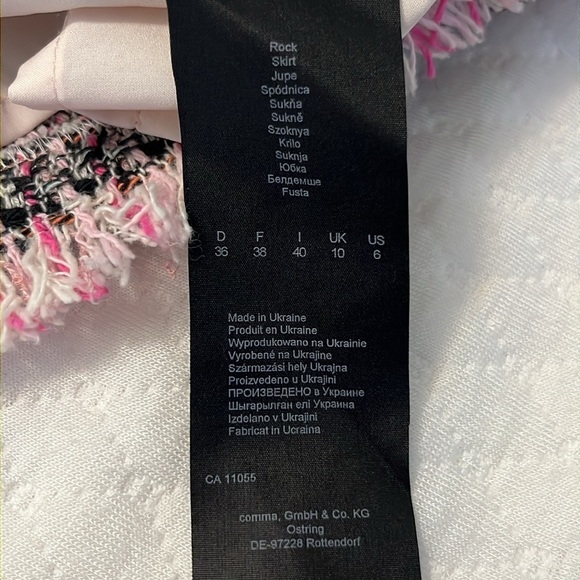 Rock
Skirt
Jupe
Spódnica
Sukňa
Sukně
Szoknya
Krilo
Suknja
Юбка
Белдемше
Fusta
D F I UK US
36 38 40 10 6
Made in Ukraine
Produit en Ukraine
Wyprodukowano na Ukrainie
Vyrobené na Ukrajine
Származási hely Ukrajna
Proizvedeno u Ukrajini
ПРОИЗВЕДЕНО в Украине
Шығарылған елі Украина
Izdelano v Ukrajini
Fabricat in Ucraina
CA 11055
comma, GmbH & Co. KG
Ostring
DE-97228 Rottendorf